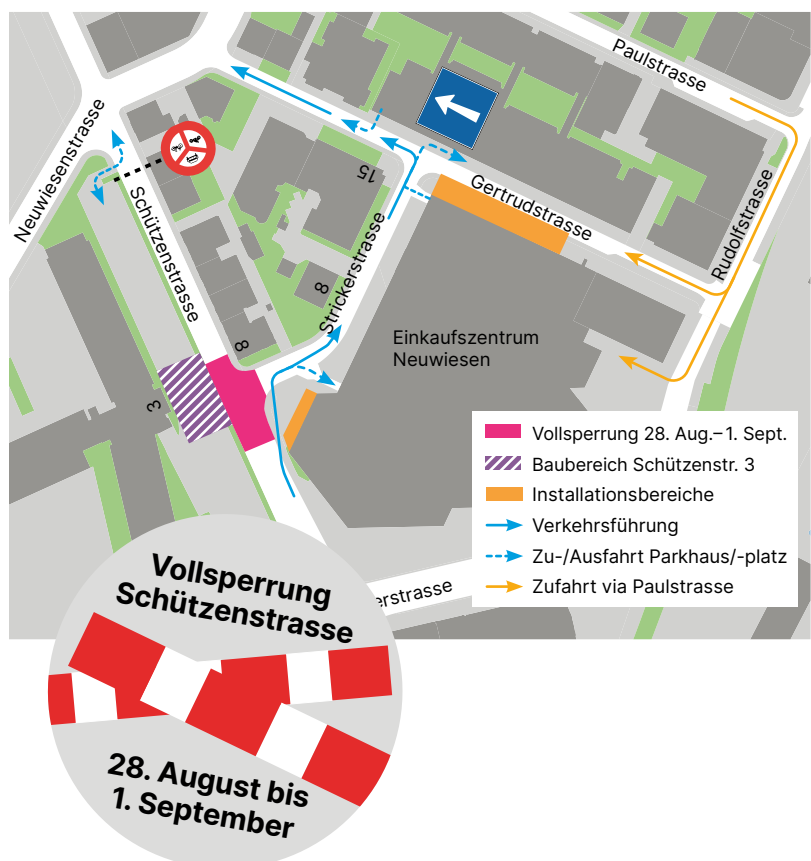 Paulstrasse
Neuwiesenstrasse
Schützenstrasse
15
Gertrudstrasse
Rudolfstrasse
Strickerstrasse
8
8
3
Einkaufszentrum
Neuwiesen
Vollsperrung 28. Aug.–1. Sept.
Baubereich Schützenstr. 3
Installationsbereiche
Verkehrsführung
Zu-/Ausfahrt Parkhaus/-platz
Zufahrt via Paulstrasse
erstrasse
Vollsperrung
Schützenstrasse
28. August bis
1. September